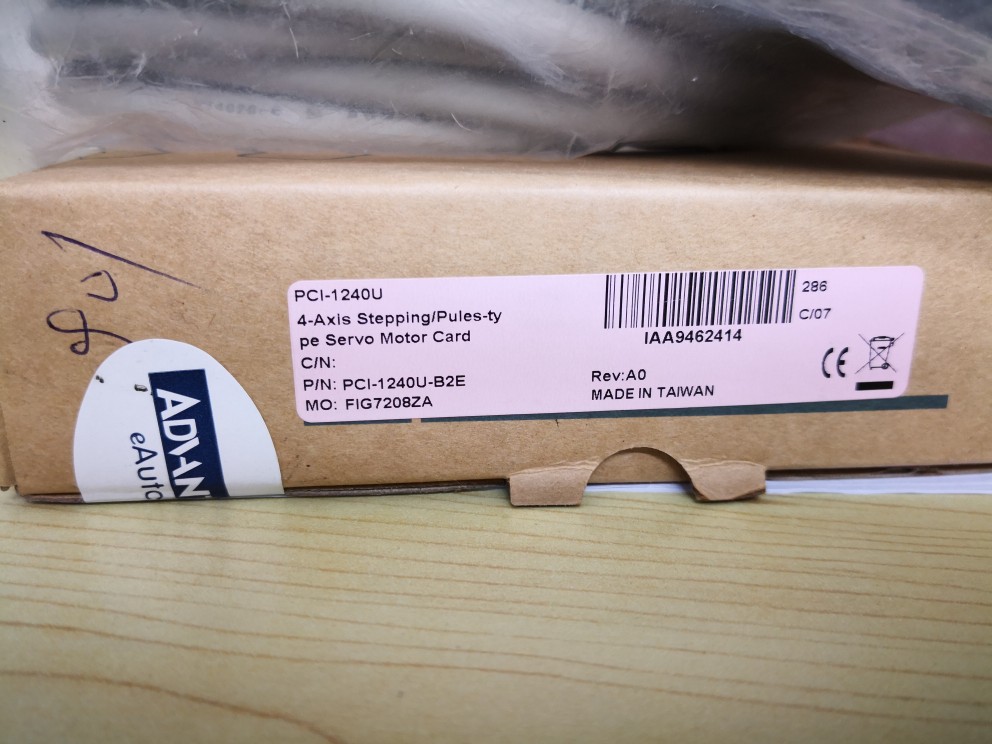 PCI-1240U
4-Axis Stepping/Pules-ty
pe Servo Motor Card
C/N:
P/N: PCI-1240U-B2E
MO: FIG7208ZA
286
C/07
IAA9462414
Rev:A0
MADE IN TAIWAN
CE
ADVAN
eAuto